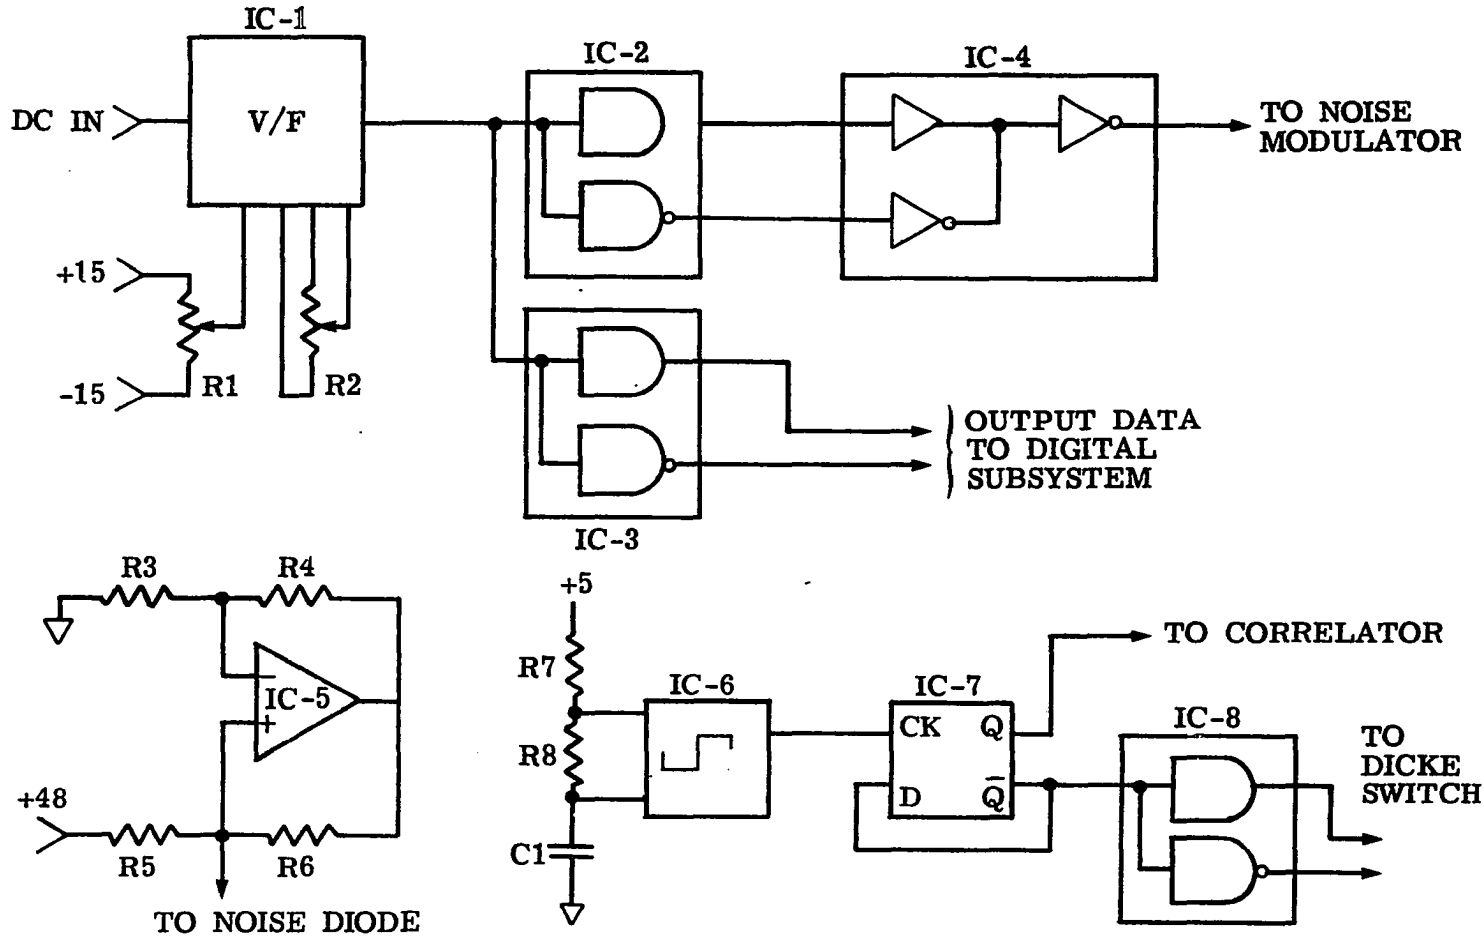 IC-1
IC-2
IC-4
DC IN
V/F
TO NOISE
MODULATOR
+15
-15
R1
R2
OUTPUT DATA
TO DIGITAL
SUBSYSTEM
IC-3
R3
R4
+5
TO CORRELATOR
R7
IC-6
IC-7
IC-5
−
+
CK
Q
IC-8
R8
D
Q̅
TO
DICKE
SWITCH
+48
R5
R6
C1
TO NOISE DIODE